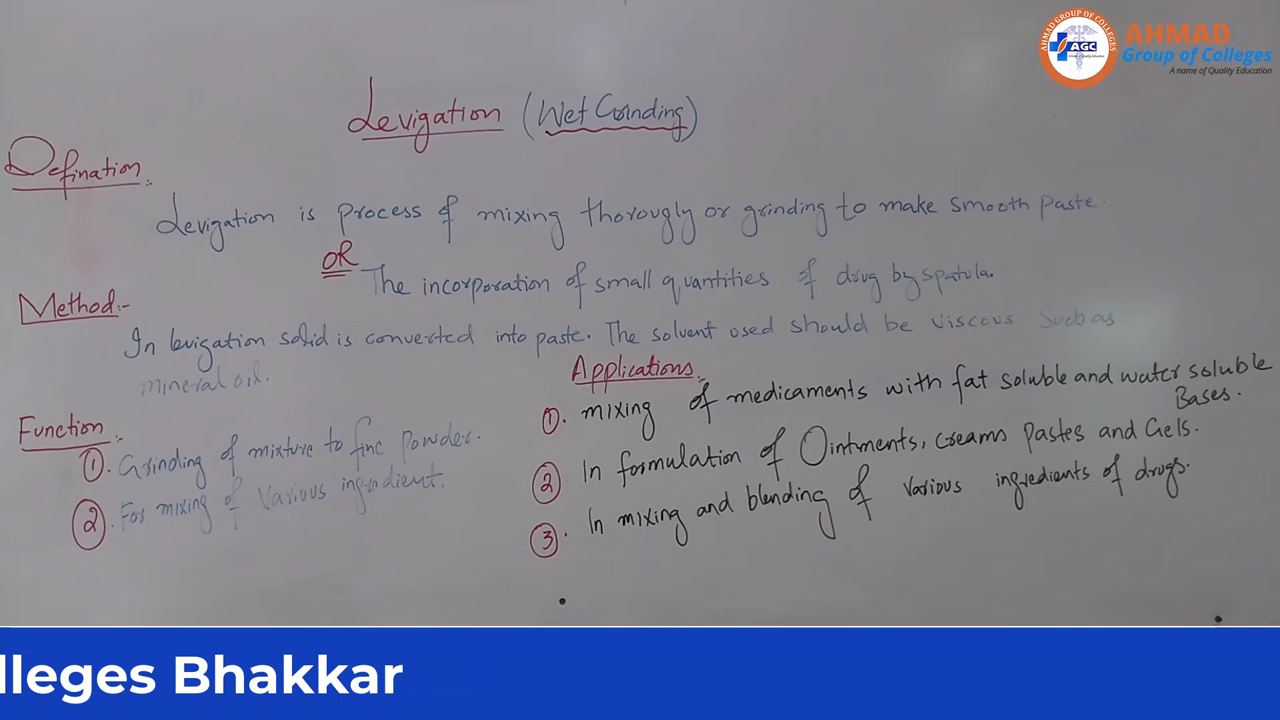 AHMAD GROUP OF COLLEGES
AGC
AHMAD
Group of Colleges
A name of Quality Education
Levigation (Wet Grinding)
Defination:
Levigation is process of mixing thorougly or grinding to make smooth paste.
OR
The incorporation of small quantities of drug by spatula.
Method:-
In levigation solid is converted into paste. The solvent used should be viscous such as
mineral oil.
Function:
①. Grinding of mixture to fine powder.
②. For mixing of various ingredient.
Applications:
①. mixing of medicaments with fat soluble and water soluble
Bases.
② In formulation of Ointments, creams pastes and Gels.
③. In mixing and blending of various ingredients of drugs.
lleges Bhakkar